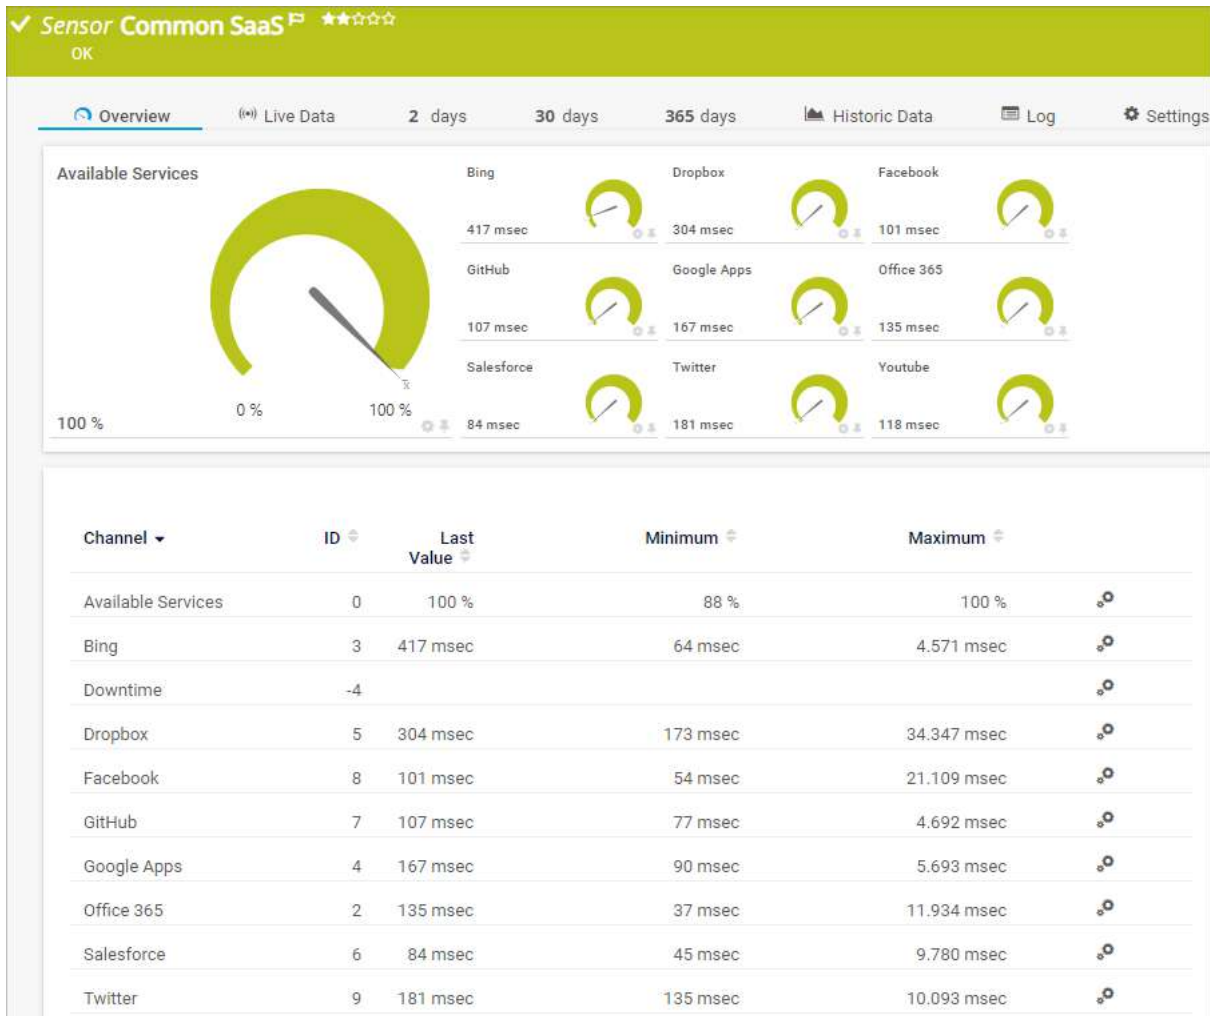 Sensor Common SaaS
OK
Overview Live Data 2 days 30 days 365 days Historic Data Log Settings
Available Services
0 %
100 %
100 %
Bing
417 msec
Dropbox
304 msec
Facebook
101 msec
GitHub
107 msec
Google Apps
167 msec
Office 365
135 msec
Salesforce
84 msec
Twitter
181 msec
Youtube
118 msec
Channel ID Last Value Minimum Maximum
Available Services 0 100 % 88 % 100 %
Bing 3 417 msec 64 msec 4.571 msec
Downtime -4
Dropbox 5 304 msec 173 msec 34.347 msec
Facebook 8 101 msec 54 msec 21.109 msec
GitHub 7 107 msec 77 msec 4.692 msec
Google Apps 4 167 msec 90 msec 5.693 msec
Office 365 2 135 msec 37 msec 11.934 msec
Salesforce 6 84 msec 45 msec 9.780 msec
Twitter 9 181 msec 135 msec 10.093 msec